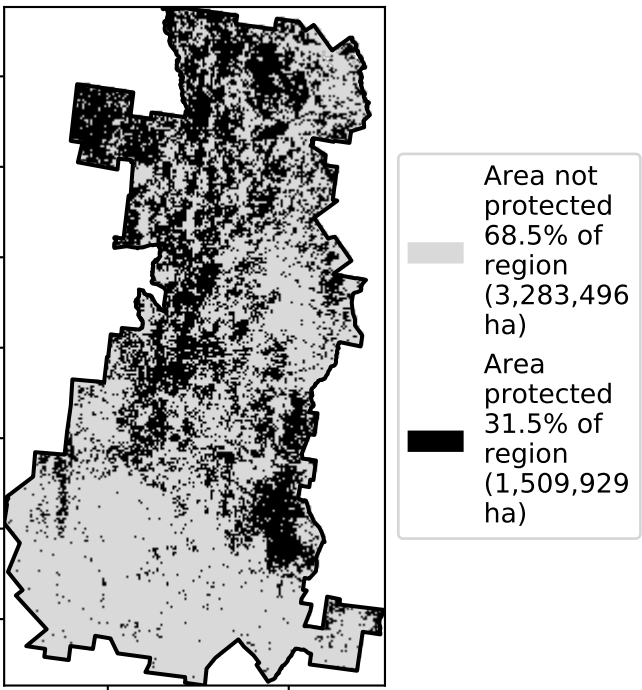 Area not
protected
68.5% of
region
(3,283,496
ha)
Area
protected
31.5% of
region
(1,509,929
ha)